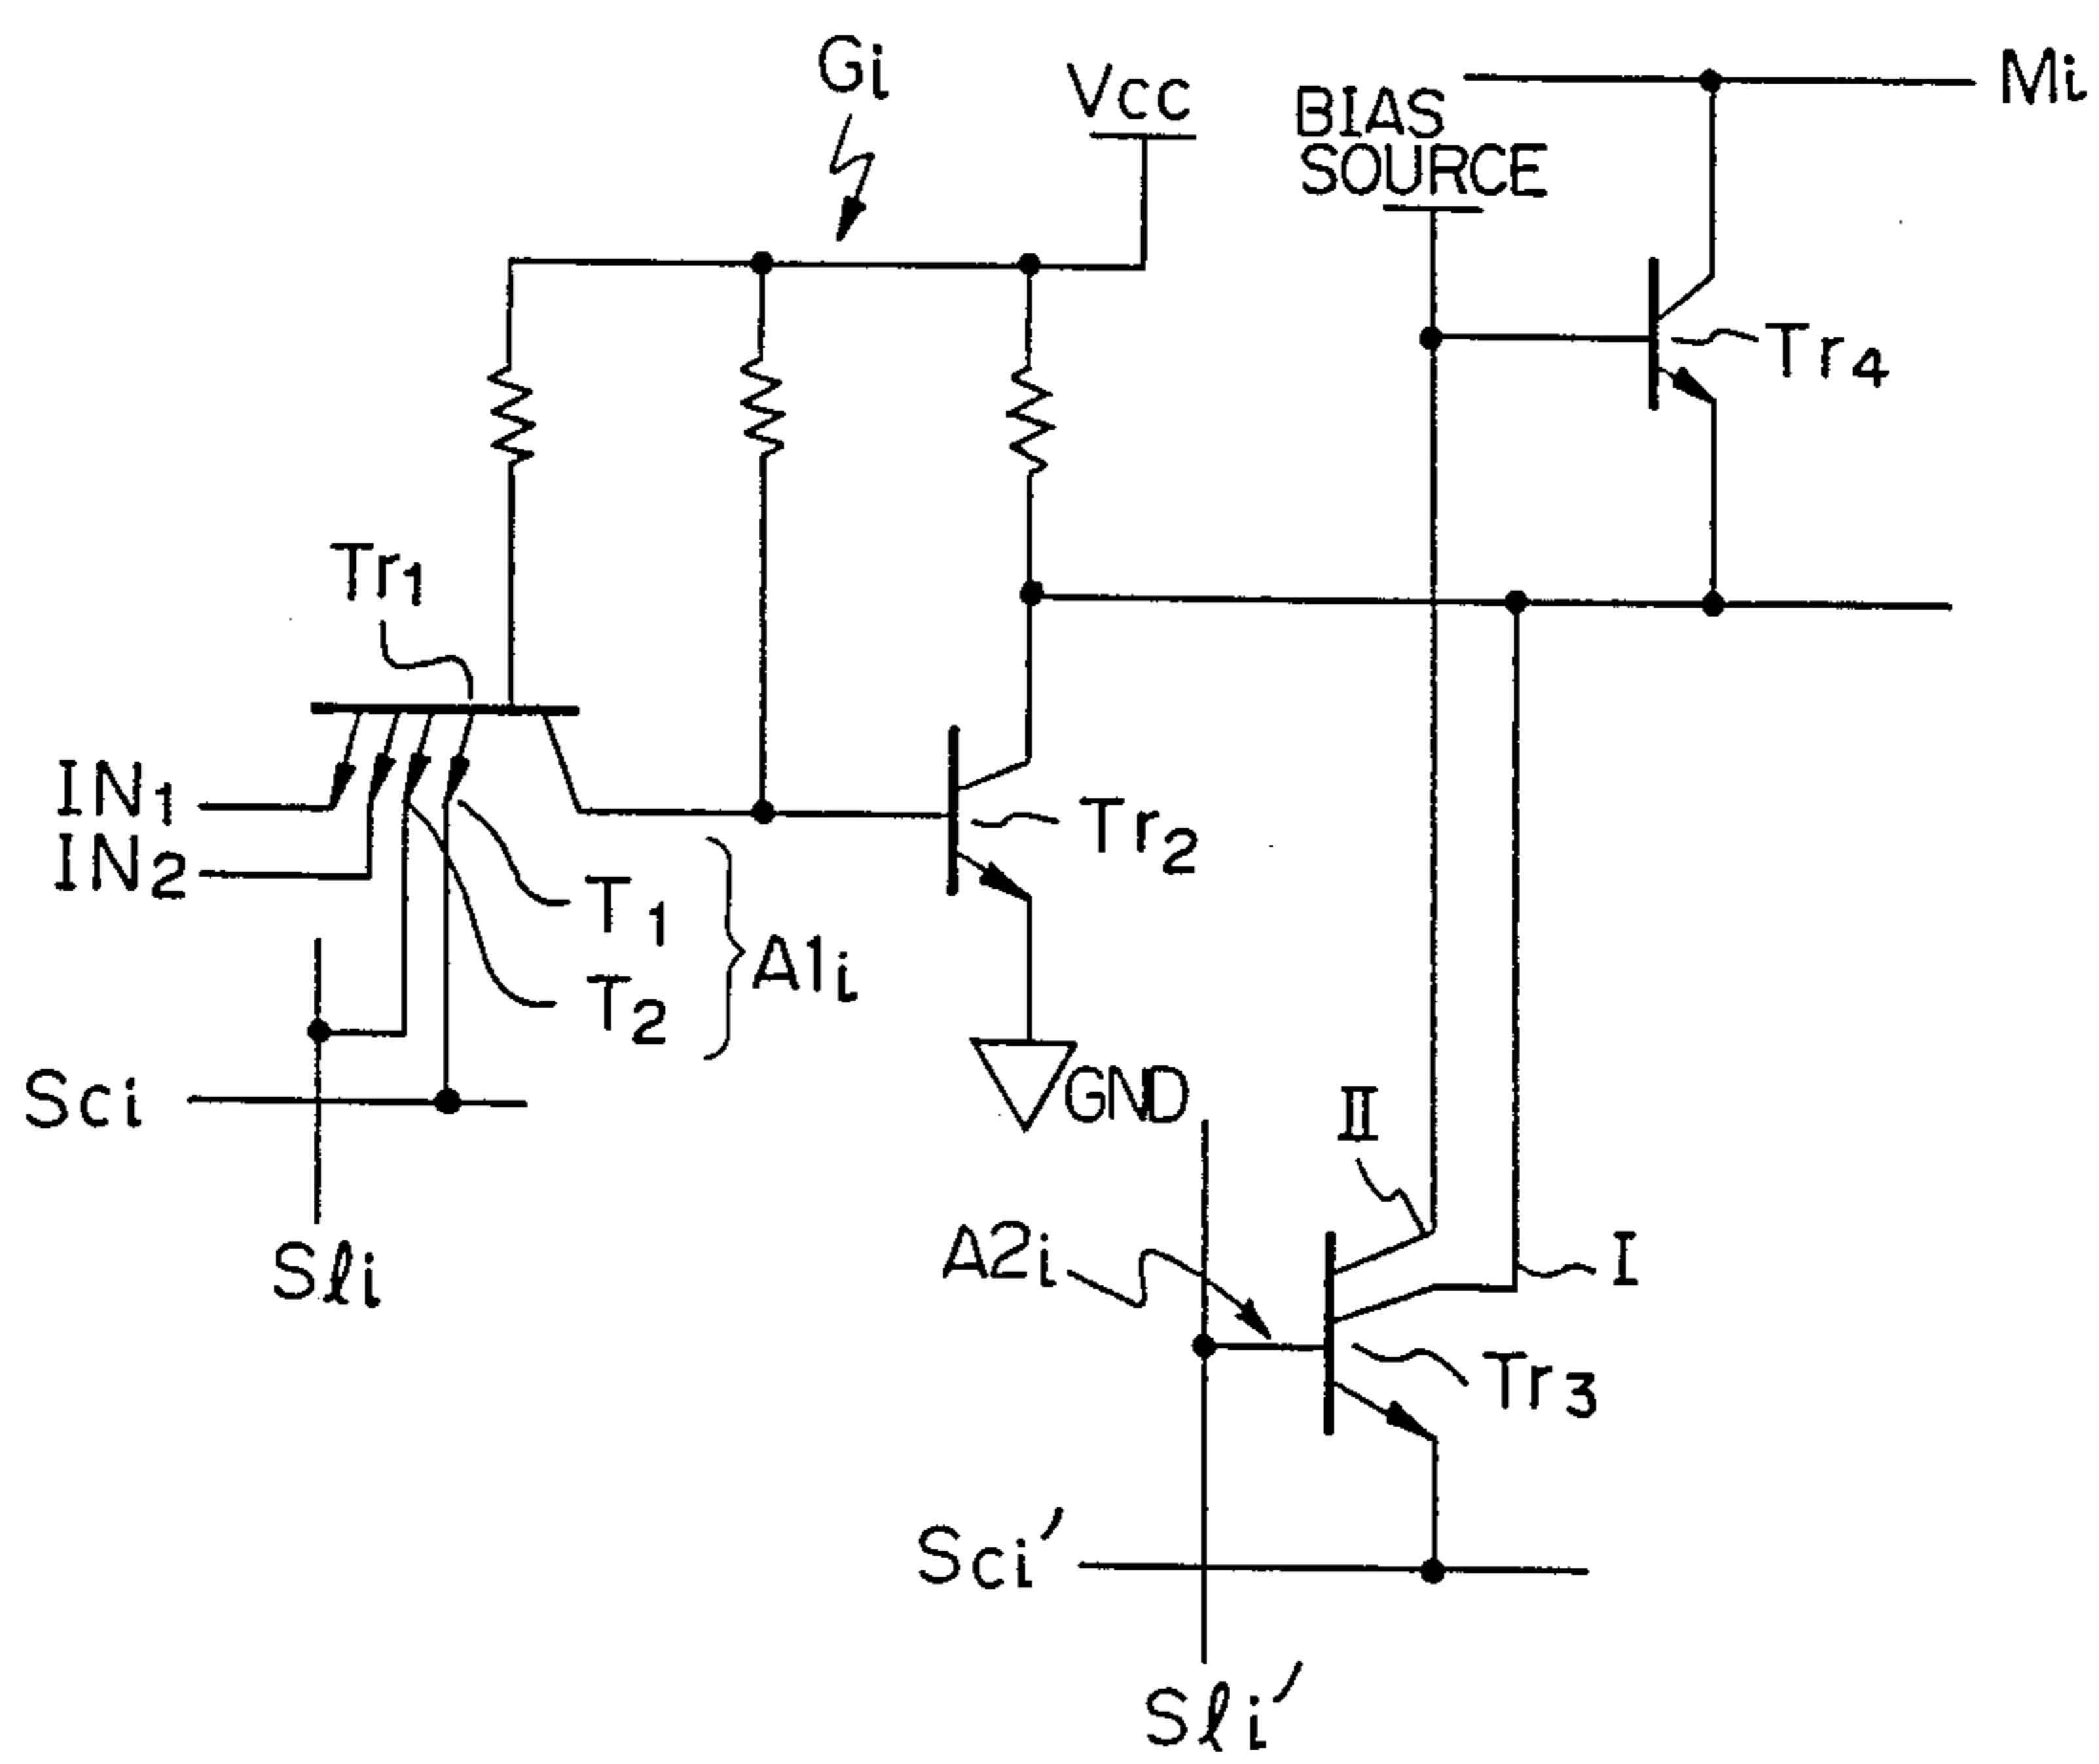 Gi
Vcc
BIAS
SOURCE
Mi
Tr4
Tr1
IN1
IN2
Tr2
T1
T2
A1i
Sci
GND
Sℓi
II
A2i
I
Tr3
Sci'
Sℓi'